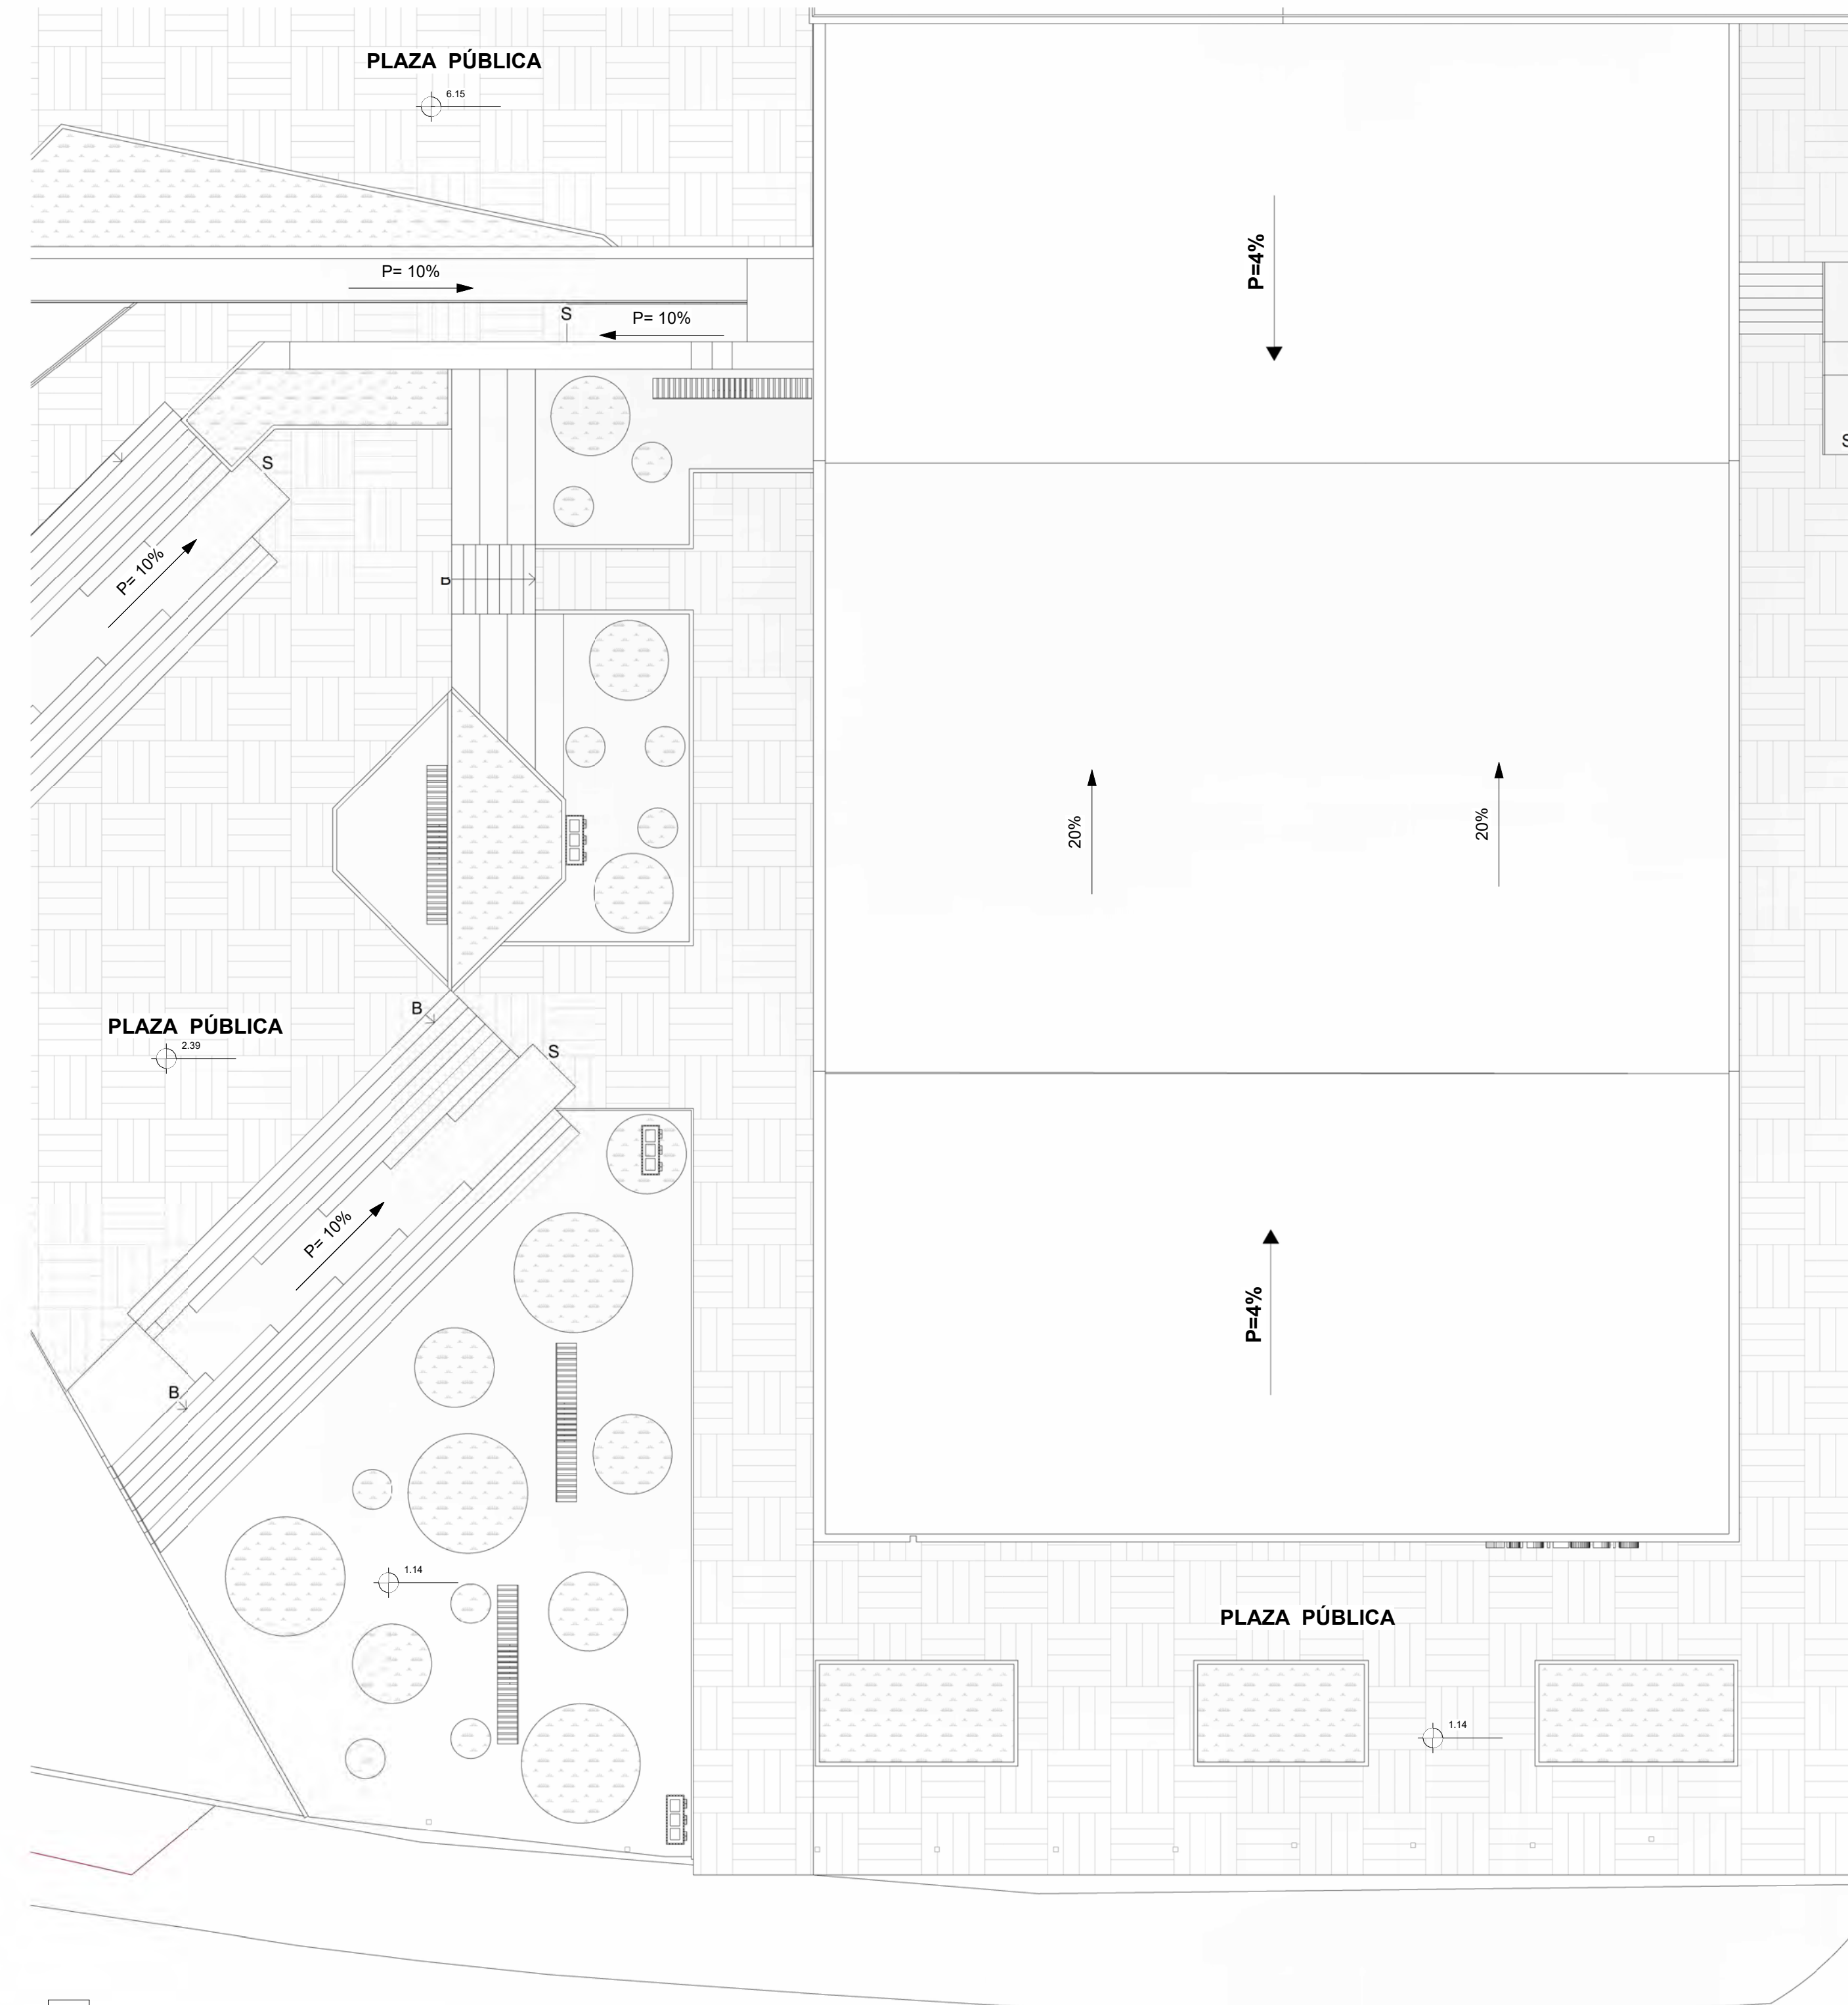 PLAZA PÚBLICA
6.15
P=4%
P= 10%
S
P= 10%
S
S
P= 10%
B
20%
20%
B
PLAZA PÚBLICA
2.39
S
P= 10%
P=4%
B
1.14
PLAZA PÚBLICA
1.14